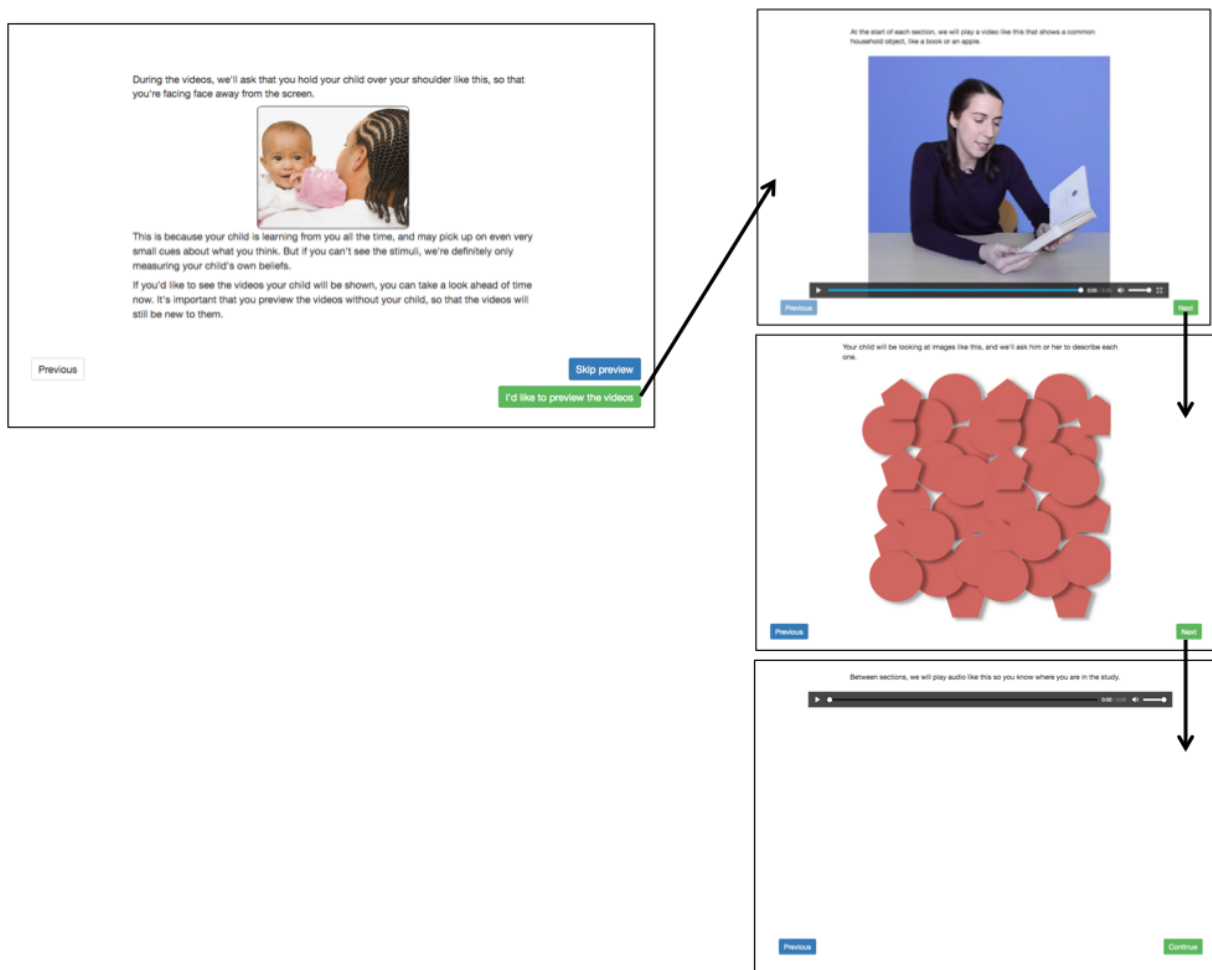 During the videos, we'll ask that you hold your child over your shoulder like this, so that
you're facing face away from the screen.
This is because your child is learning from you all the time, and may pick up on even very
small cues about what you think. But if you can't see the stimuli, we're definitely only
measuring your child's own beliefs.
If you'd like to see the videos your child will be shown, you can take a look ahead of time
now. It's important that you preview the videos without your child, so that the videos will
still be new to them.
Previous
Skip preview
I'd like to preview the videos
At the start of each section, we will play a video like this that shows a common
household object, like a book or an apple.
Previous
Next
Your child will be looking at images like this, and we'll ask him or her to describe each
one.
Previous
Next
Between sections, we will play audio like this so you know where you are in the study.
Previous
Continue